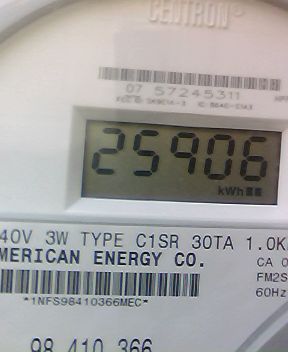 CENTRON®
07 57245311
25906
kWh
40V 3W TYPE C1SR 30TA 1.0K
MERICAN ENERGY CO.
CA 0
FM2S
60Hz
*1NFS98410366MEC*
98 410 366